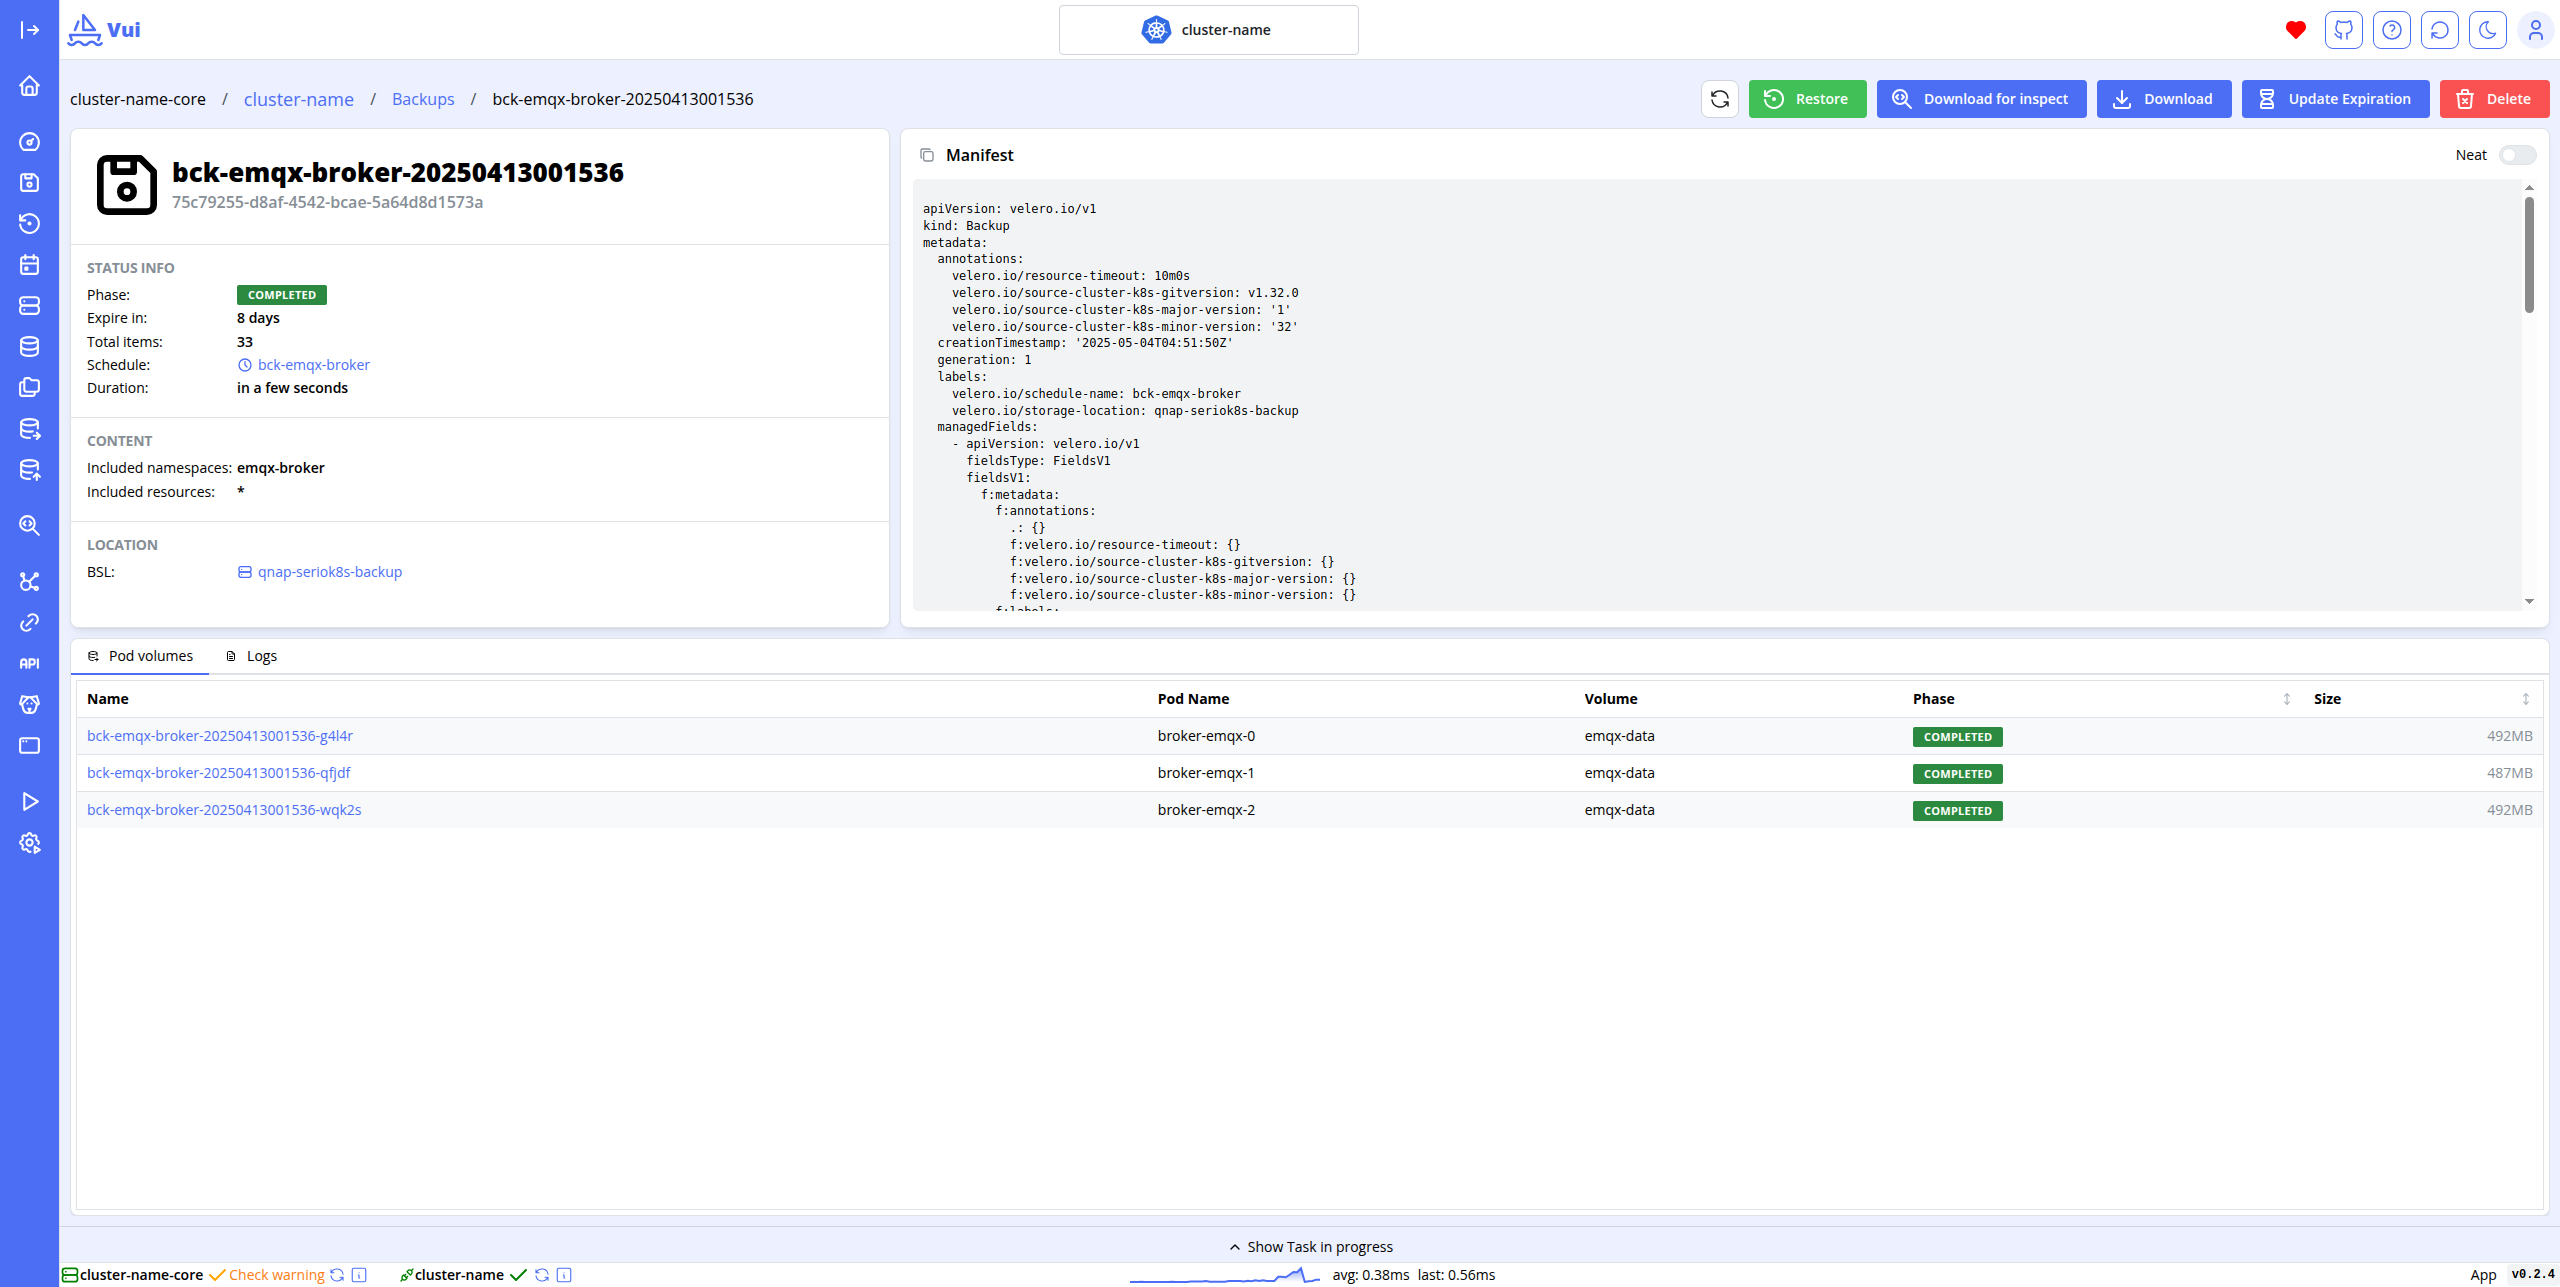 Vui
cluster-name
cluster-name-core / cluster-name / Backups / bck-emqx-broker-20250413001536
Restore
Download for inspect
Download
Update Expiration
Delete
bck-emqx-broker-20250413001536
75c79255-d8af-4542-bcae-5a64d8d1573a
STATUS INFO
Phase: COMPLETED
Expire in: 8 days
Total items: 33
Schedule: bck-emqx-broker
Duration: in a few seconds
CONTENT
Included namespaces: emqx-broker
Included resources: *
LOCATION
BSL: qnap-seriok8s-backup
Manifest
Neat
apiVersion: velero.io/v1
kind: Backup
metadata:
annotations:
velero.io/resource-timeout: 10m0s
velero.io/source-cluster-k8s-gitversion: v1.32.0
velero.io/source-cluster-k8s-major-version: '1'
velero.io/source-cluster-k8s-minor-version: '32'
creationTimestamp: '2025-05-04T04:51:50Z'
generation: 1
labels:
velero.io/schedule-name: bck-emqx-broker
velero.io/storage-location: qnap-seriok8s-backup
managedFields:
- apiVersion: velero.io/v1
fieldsType: FieldsV1
fieldsV1:
f:metadata:
f:annotations:
.: {}
f:velero.io/resource-timeout: {}
f:velero.io/source-cluster-k8s-gitversion: {}
f:velero.io/source-cluster-k8s-major-version: {}
f:velero.io/source-cluster-k8s-minor-version: {}
f:labels:
API
Pod volumes
Logs
Name Pod Name Volume Phase Size
bck-emqx-broker-20250413001536-g4l4r broker-emqx-0 emqx-data COMPLETED 492MB
bck-emqx-broker-20250413001536-qfjdf broker-emqx-1 emqx-data COMPLETED 487MB
bck-emqx-broker-20250413001536-wqk2s broker-emqx-2 emqx-data COMPLETED 492MB
Show Task in progress
cluster-name-core Check warning cluster-name avg: 0.38ms last: 0.56ms App v0.2.4